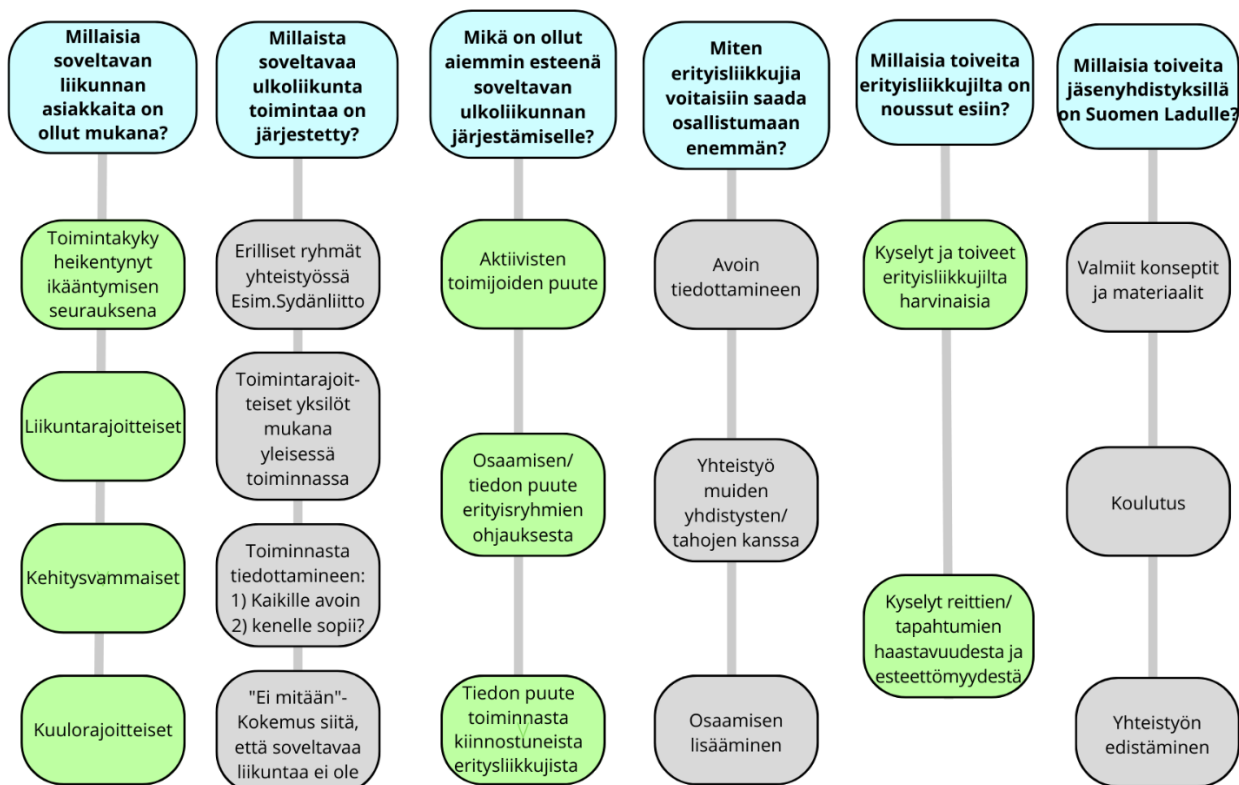 Millaisia
soveltavan
liikunnan
asiakkaita on
ollut mukana?
Toimintakyky
heikentynyt
ikääntymisen
seurauksena
Liikuntarajoitteiset
Kehitysvammaiset
Kuulorajoitteiset
Millaista
soveltavaa
ulkoliikunta
toimintaa on
järjestetty?
Erilliset ryhmät
yhteistyössä
Esim.Sydänliitto
Toimintarajoit-
teiset yksilöt
mukana
yleisessä
toiminnassa
Toiminnasta
tiedottamineen:
1) Kaikille avoin
2) kenelle sopii?
"Ei mitään"-
Kokemus siitä,
että soveltavaa
liikuntaa ei ole
Mikä on ollut
aiemmin esteenä
soveltavan
ulkoliikunnan
järjestämiselle?
Aktiivisten
toimijoiden puute
Osaamisen/
tiedon puute
erityisryhmien
ohjauksesta
Tiedon puute
toiminnasta
kiinnostuneista
eritysliikkujista
Miten
erityisliikkujia
voitaisiin saada
osallistumaan
enemmän?
Avoin
tiedottamineen
Yhteistyö
muiden
yhdistysten/
tahojen kanssa
Osaamisen
lisääminen
Millaisia toiveita
erityisliikkujilta on
noussut esiin?
Kyselyt ja toiveet
erityisliikkujilta
harvinaisia
Kyselyt reittien/
tapahtumien
haastavuudesta ja
esteettömyydestä
Millaisia toiveita
jäsenyhdistyksillä
on Suomen Ladulle?
Valmiit konseptit
ja materiaalit
Koulutus
Yhteistyön
edistäminen